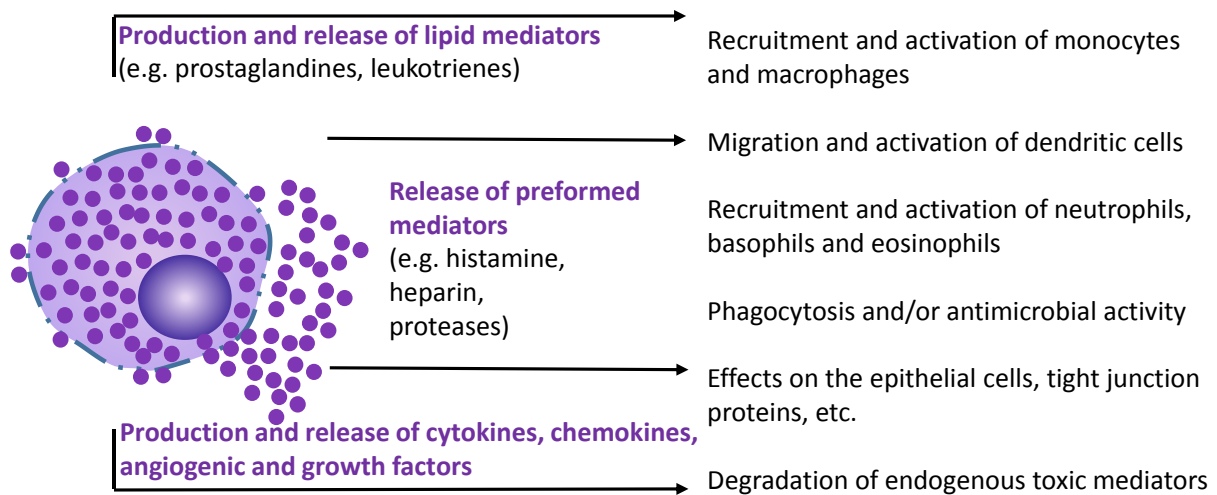 Production and release of lipid mediators
(e.g. prostaglandines, leukotrienes)
Release of preformed
mediators
(e.g. histamine,
heparin,
proteases)
Production and release of cytokines, chemokines,
angiogenic and growth factors
Recruitment and activation of monocytes
and macrophages
Migration and activation of dendritic cells
Recruitment and activation of neutrophils,
basophils and eosinophils
Phagocytosis and/or antimicrobial activity
Effects on the epithelial cells, tight junction
proteins, etc.
Degradation of endogenous toxic mediators